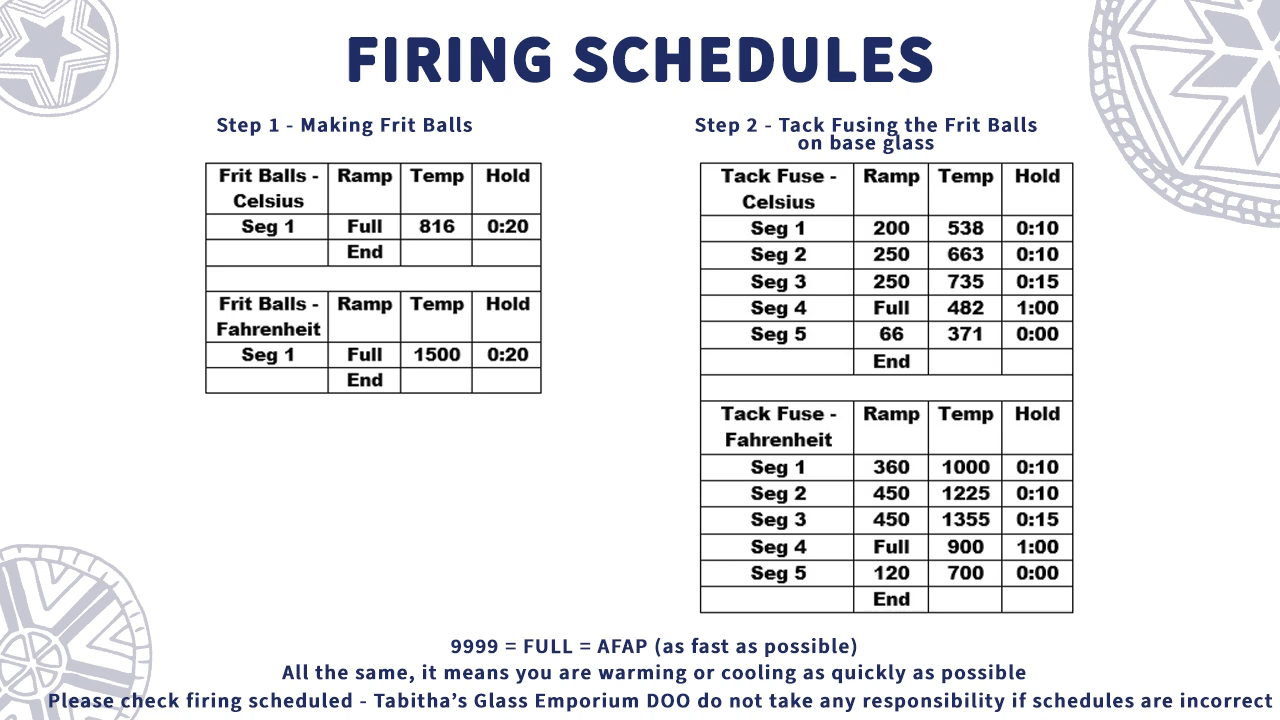 FIRING SCHEDULES
Step 1 - Making Frit Balls
Frit Balls - Celsius Ramp Temp Hold
Seg 1 Full 816 0:20
End
Frit Balls - Fahrenheit Ramp Temp Hold
Seg 1 Full 1500 0:20
End
Step 2 - Tack Fusing the Frit Balls
on base glass
Tack Fuse - Celsius Ramp Temp Hold
Seg 1 200 538 0:10
Seg 2 250 663 0:10
Seg 3 250 735 0:15
Seg 4 Full 482 1:00
Seg 5 66 371 0:00
End
Tack Fuse - Fahrenheit Ramp Temp Hold
Seg 1 360 1000 0:10
Seg 2 450 1225 0:10
Seg 3 450 1355 0:15
Seg 4 Full 900 1:00
Seg 5 120 700 0:00
End
9999 = FULL = AFAP (as fast as possible)
All the same, it means you are warming or cooling as quickly as possible
Please check firing scheduled - Tabitha's Glass Emporium DOO do not take any responsibility if schedules are incorrect